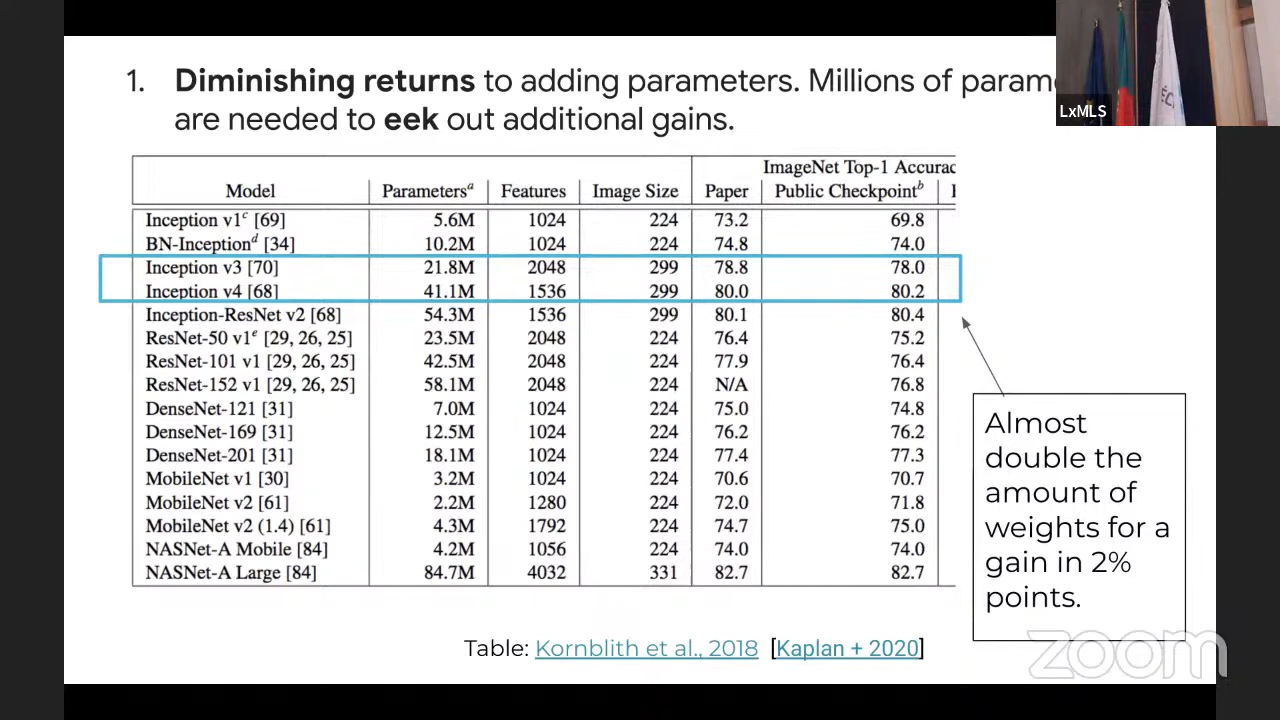 1. Diminishing returns to adding parameters. Millions of param
are needed to eek out additional gains.
LxMLS
ImageNet Top-1 Accurac
Model Parametersᵃ Features Image Size Paper Public Checkpointᵇ
Inception v1ᶜ [69] 5.6M 1024 224 73.2 69.8
BN-Inceptionᵈ [34] 10.2M 1024 224 74.8 74.0
Inception v3 [70] 21.8M 2048 299 78.8 78.0
Inception v4 [68] 41.1M 1536 299 80.0 80.2
Inception-ResNet v2 [68] 54.3M 1536 299 80.1 80.4
ResNet-50 v1ᵉ [29, 26, 25] 23.5M 2048 224 76.4 75.2
ResNet-101 v1 [29, 26, 25] 42.5M 2048 224 77.9 76.4
ResNet-152 v1 [29, 26, 25] 58.1M 2048 224 N/A 76.8
DenseNet-121 [31] 7.0M 1024 224 75.0 74.8
DenseNet-169 [31] 12.5M 1024 224 76.2 76.2
DenseNet-201 [31] 18.1M 1024 224 77.4 77.3
MobileNet v1 [30] 3.2M 1024 224 70.6 70.7
MobileNet v2 [61] 2.2M 1280 224 72.0 71.8
MobileNet v2 (1.4) [61] 4.3M 1792 224 74.7 75.0
NASNet-A Mobile [84] 4.2M 1056 224 74.0 74.0
NASNet-A Large [84] 84.7M 4032 331 82.7 82.7
Almost
double the
amount of
weights for a
gain in 2%
points.
Table: Kornblith et al., 2018 [Kaplan + 2020]
zoom